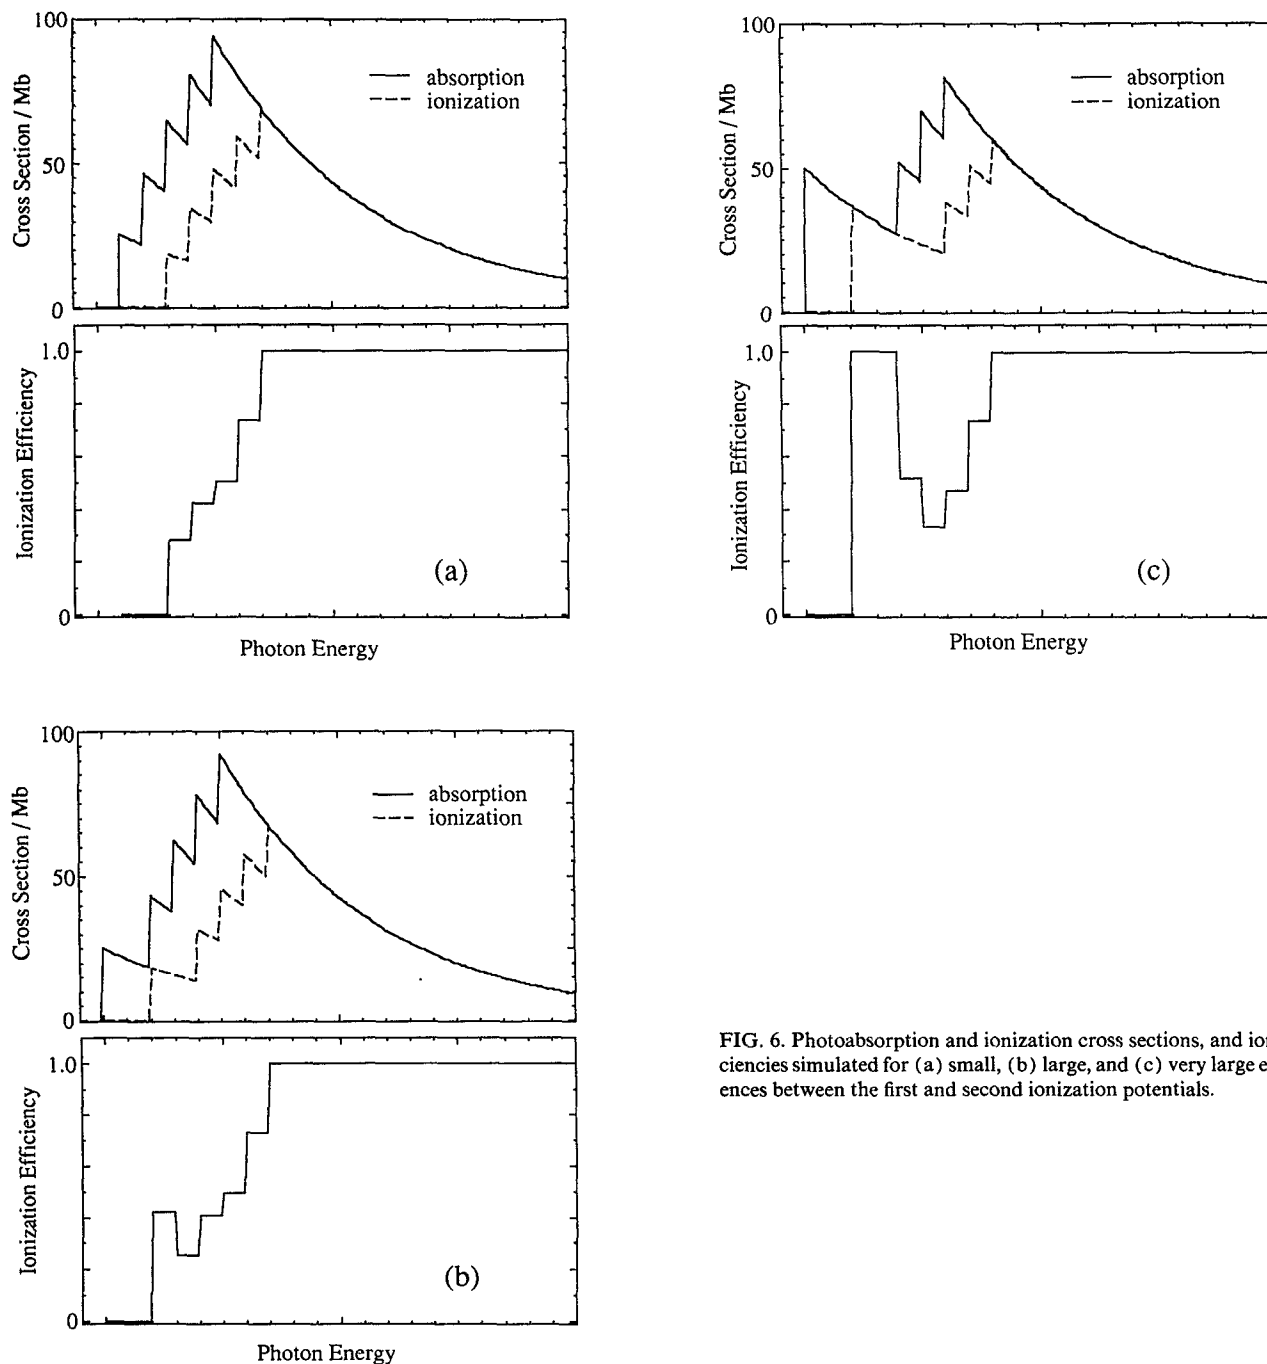 100
50
0
Cross Section / Mb
absorption
ionization
1.0
0
Ionization Efficiency
(a)
Photon Energy
100
50
0
Cross Section / Mb
absorption
ionization
1.0
0
Ionization Efficiency
(c)
Photon Energy
100
50
0
Cross Section / Mb
absorption
ionization
1.0
0
Ionization Efficiency
(b)
Photon Energy
FIG. 6. Photoabsorption and ionization cross sections, and ion
ciencies simulated for (a) small, (b) large, and (c) very large e
ences between the first and second ionization potentials.